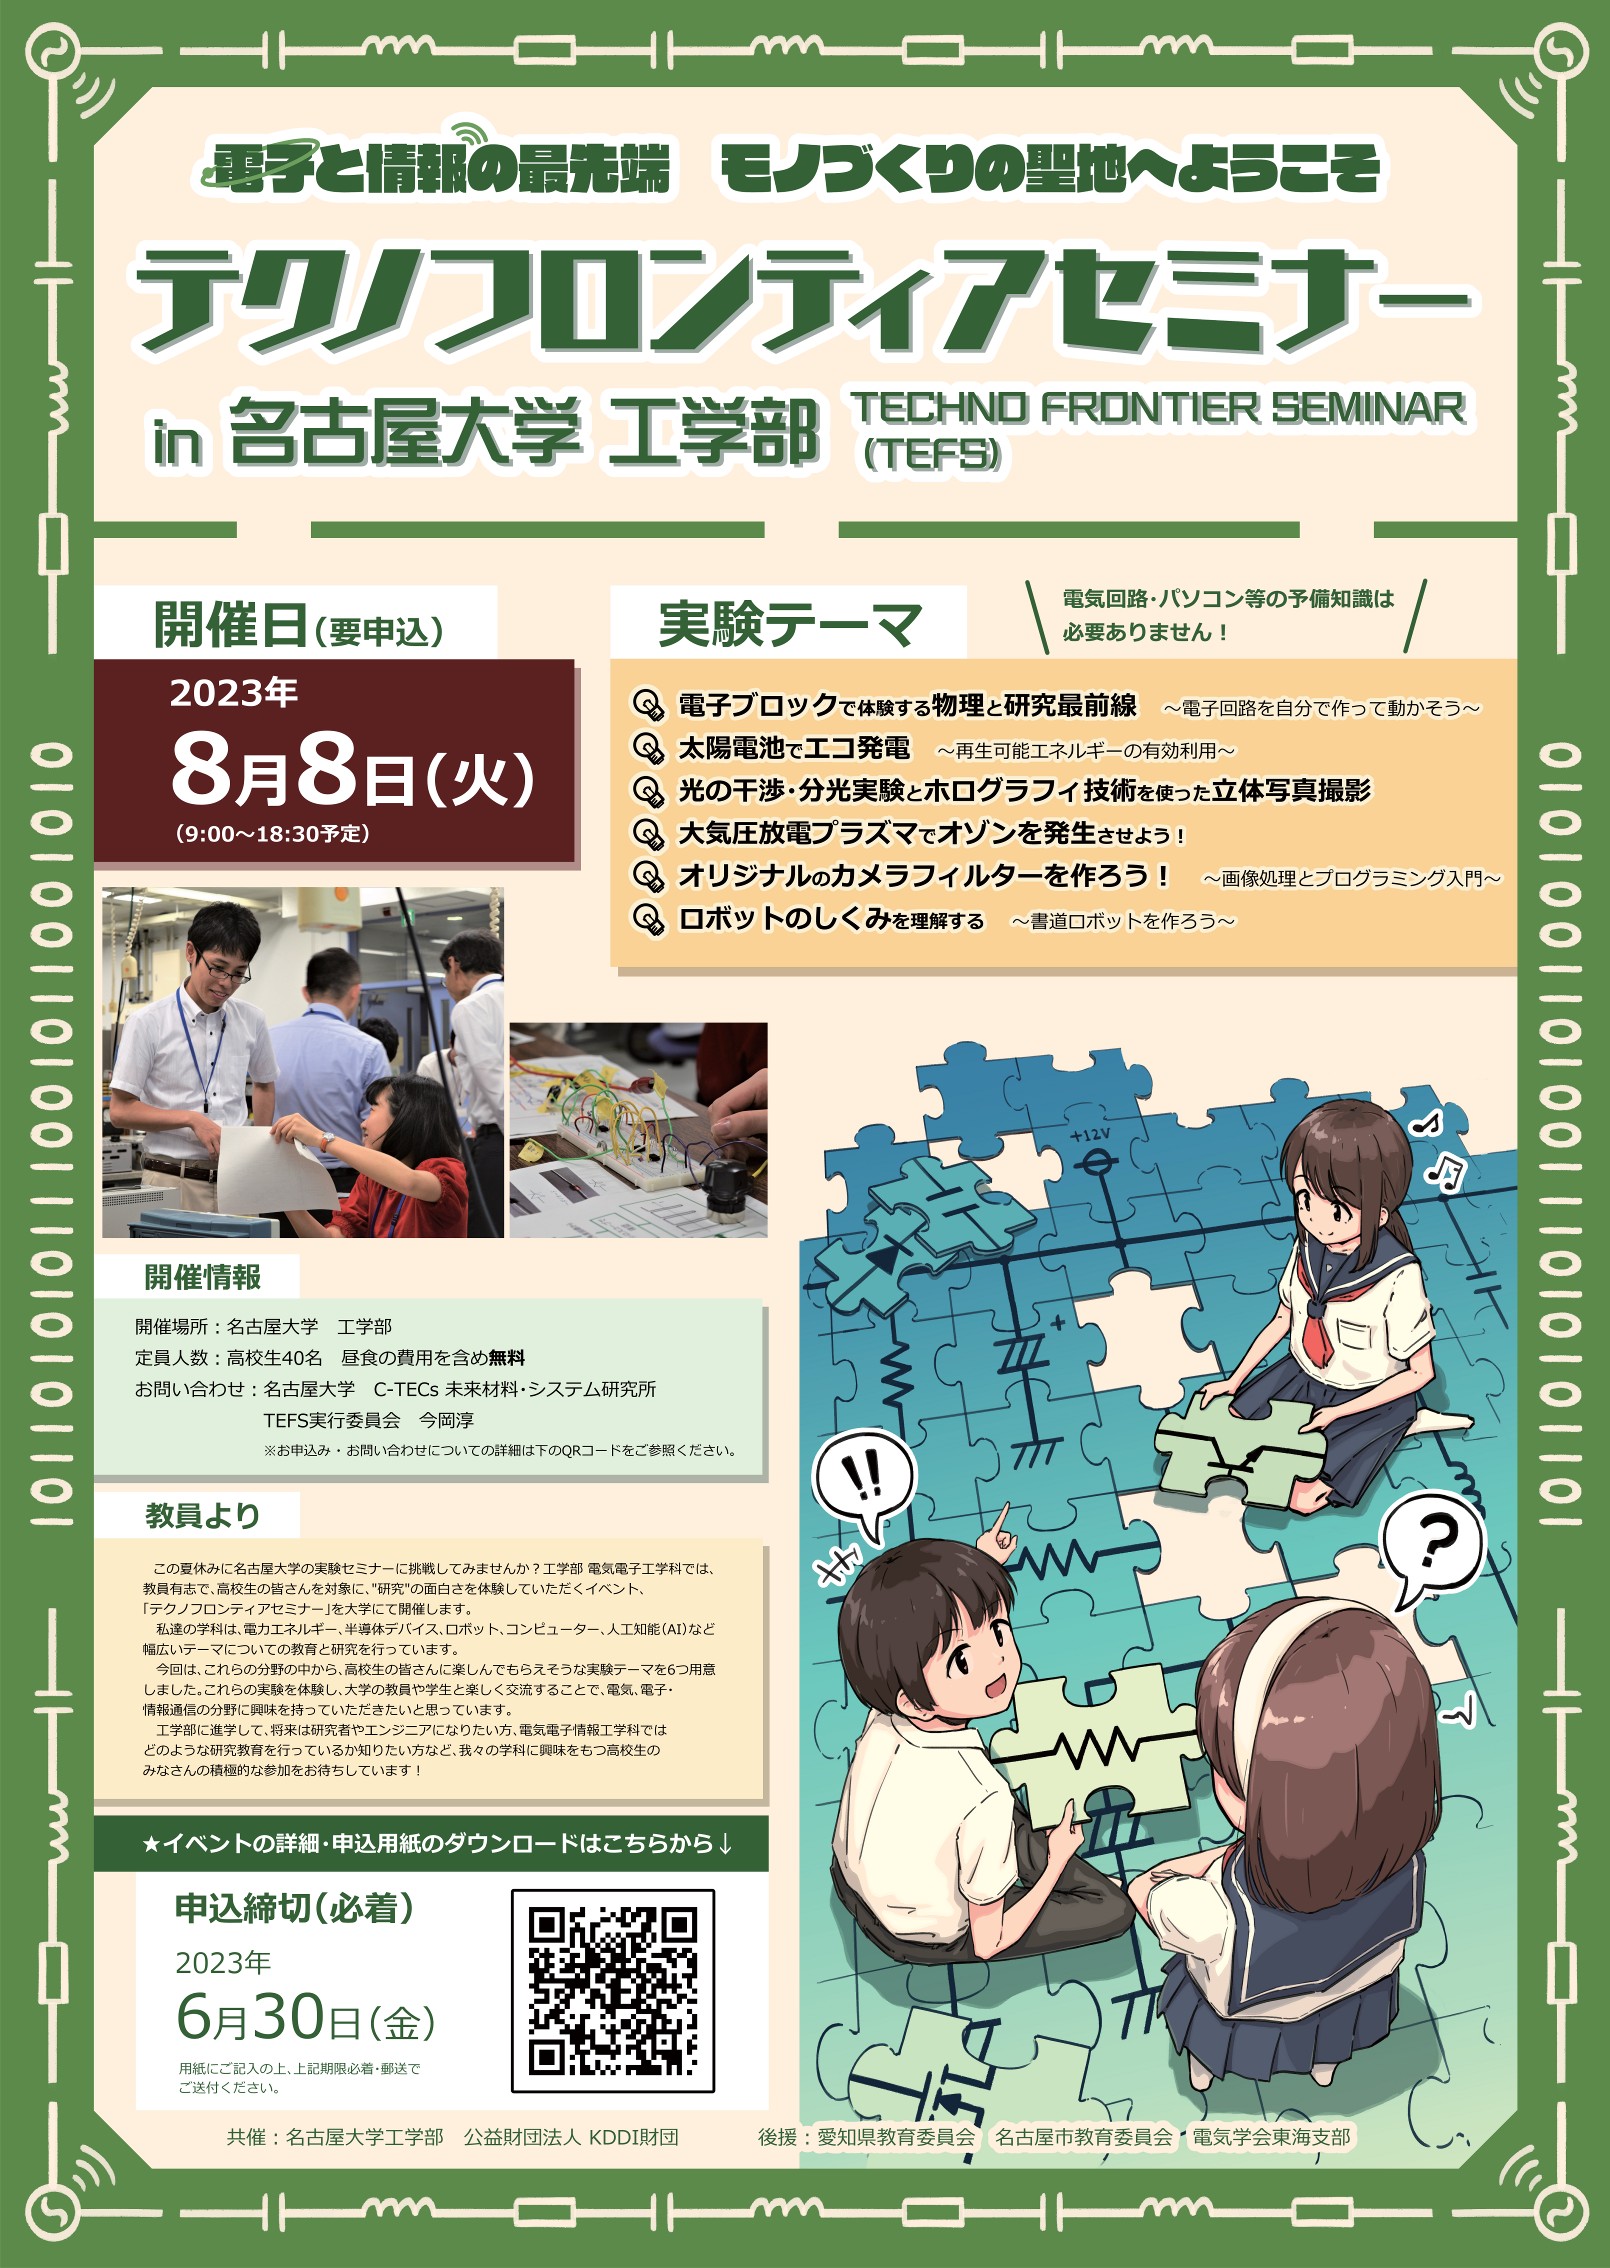 電子と情報の最先端　モノづくりの聖地へようこそ
テクノフロンティアセミナー
in 名古屋大学 工学部
TECHNO FRONTIER SEMINAR
(TEFS)
開催日(要申込)
2023年
8月8日(火)
(9:00～18:30予定)
実験テーマ
電気回路・パソコン等の予備知識は
必要ありません！
電子ブロックで体験する物理と研究最前線　～電子回路を自分で作って動かそう～
太陽電池でエコ発電　～再生可能エネルギーの有効利用～
光の干渉・分光実験とホログラフィ技術を使った立体写真撮影
大気圧放電プラズマでオゾンを発生させよう！
オリジナルのカメラフィルターを作ろう！　～画像処理とプログラミング入門～
ロボットのしくみを理解する　～書道ロボットを作ろう～
開催情報
開催場所：名古屋大学　工学部
定員人数：高校生40名　昼食の費用を含め無料
お問い合わせ：名古屋大学　C-TECs 未来材料・システム研究所
TEFS実行委員会　今岡淳
※お申込み・お問い合わせについての詳細は下のQRコードをご参照ください。
教員より
この夏休みに名古屋大学の実験セミナーに挑戦してみませんか？工学部 電気電子工学科では、
教員有志で、高校生の皆さんを対象に、"研究"の面白さを体験していただくイベント、
「テクノフロンティアセミナー」を大学にて開催します。
私達の学科は、電力エネルギー、半導体デバイス、ロボット、コンピューター、人工知能(AI)など
幅広いテーマについての教育と研究を行っています。
今回は、これらの分野の中から、高校生の皆さんに楽しんでもらえそうな実験テーマを6つ用意
しました。これらの実験を体験し、大学の教員や学生と楽しく交流することで、電気、電子・
情報通信の分野に興味を持っていただきたいと思っています。
工学部に進学して、将来は研究者やエンジニアになりたい方、電気電子情報工学科では
どのような研究教育を行っているか知りたい方など、我々の学科に興味をもつ高校生の
みなさんの積極的な参加をお待ちしています！
★イベントの詳細・申込用紙のダウンロードはこちらから↓
申込締切(必着)
2023年
6月30日(金)
用紙にご記入の上、上記期限必着・郵送で
ご送付ください。
+12V
+
!!
?
共催：名古屋大学工学部　公益財団法人 KDDI財団　後援：愛知県教育委員会　名古屋市教育委員会　電気学会東海支部